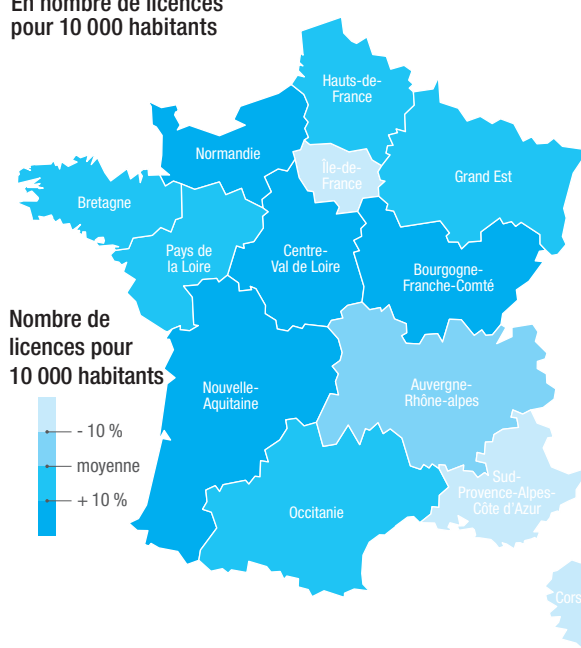 En nombre de licences
pour 10 000 habitants
Hauts-de-
France
Normandie
Île-de-
France
Grand Est
Bretagne
Pays de
la Loire
Centre-
Val de Loire
Bourgogne-
Franche-Comté
Nombre de
licences pour
10 000 habitants
- 10 %
moyenne
+ 10 %
Nouvelle-
Aquitaine
Auvergne-
Rhône-alpes
Sud-
Provence-Alpes-
Côte d'Azur
Occitanie
Cors